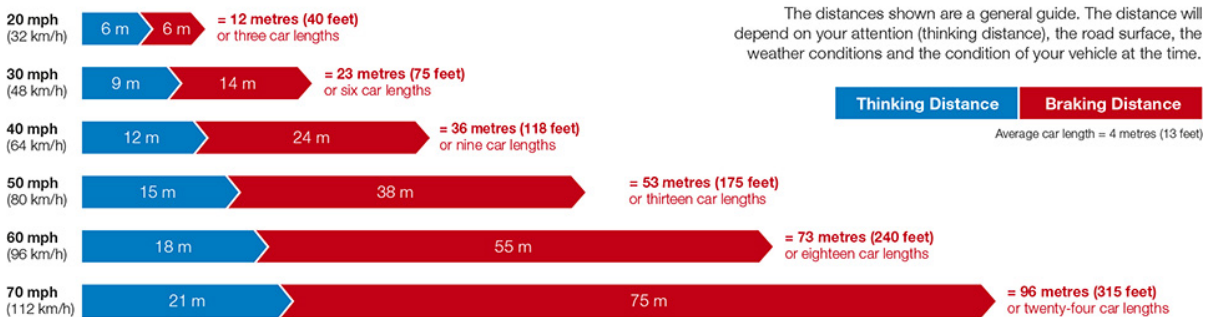 20 mph
(32 km/h)
6 m
6 m
= 12 metres (40 feet)
or three car lengths
The distances shown are a general guide. The distance will
depend on your attention (thinking distance), the road surface, the
weather conditions and the condition of your vehicle at the time.
30 mph
(48 km/h)
9 m
14 m
= 23 metres (75 feet)
or six car lengths
Thinking Distance
Braking Distance
Average car length = 4 metres (13 feet)
40 mph
(64 km/h)
12 m
24 m
= 36 metres (118 feet)
or nine car lengths
50 mph
(80 km/h)
15 m
38 m
= 53 metres (175 feet)
or thirteen car lengths
60 mph
(96 km/h)
18 m
55 m
= 73 metres (240 feet)
or eighteen car lengths
70 mph
(112 km/h)
21 m
75 m
= 96 metres (315 feet)
or twenty-four car lengths